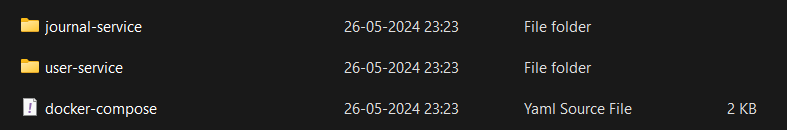 journal-service 26-05-2024 23:23 File folder
user-service 26-05-2024 23:23 File folder
docker-compose 26-05-2024 23:23 Yaml Source File 2 KB